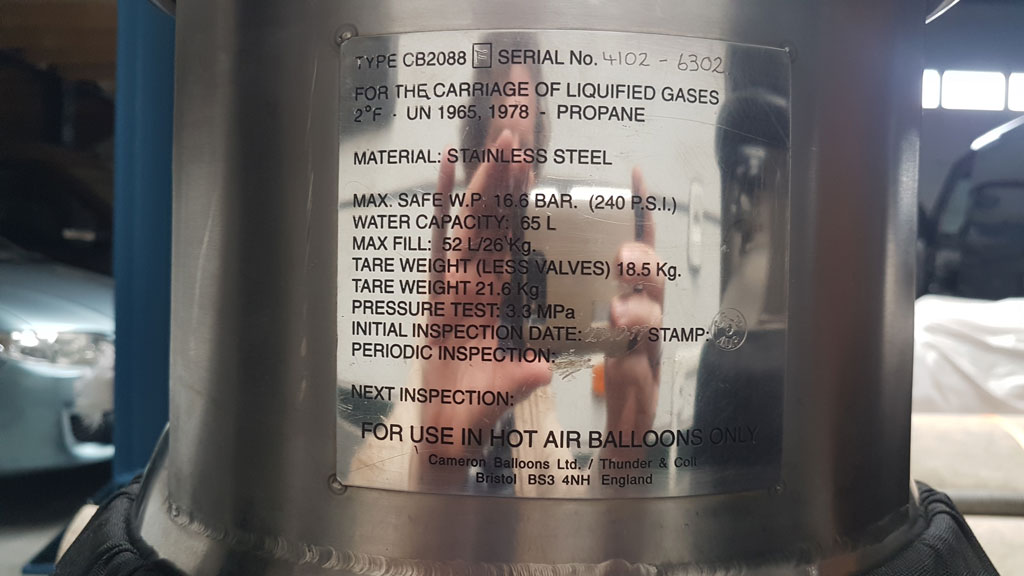 TYPE CB2088 F SERIAL No. 4102 - 6302
FOR THE CARRIAGE OF LIQUIFIED GASES
2°F - UN 1965, 1978 - PROPANE
MATERIAL: STAINLESS STEEL
MAX. SAFE W.P. 16.6 BAR. (240 P.S.I.)
WATER CAPACITY: 65 L
MAX FILL: 52 L/26 Kg.
TARE WEIGHT (LESS VALVES) 18.5 Kg.
TARE WEIGHT 21.6 Kg
PRESSURE TEST: 3.3 MPa
INITIAL INSPECTION DATE: STAMP:
PERIODIC INSPECTION:
NEXT INSPECTION:
FOR USE IN HOT AIR BALLOONS ONLY
Cameron Balloons Ltd. / Thunder & Colt
Bristol BS3 4NH England